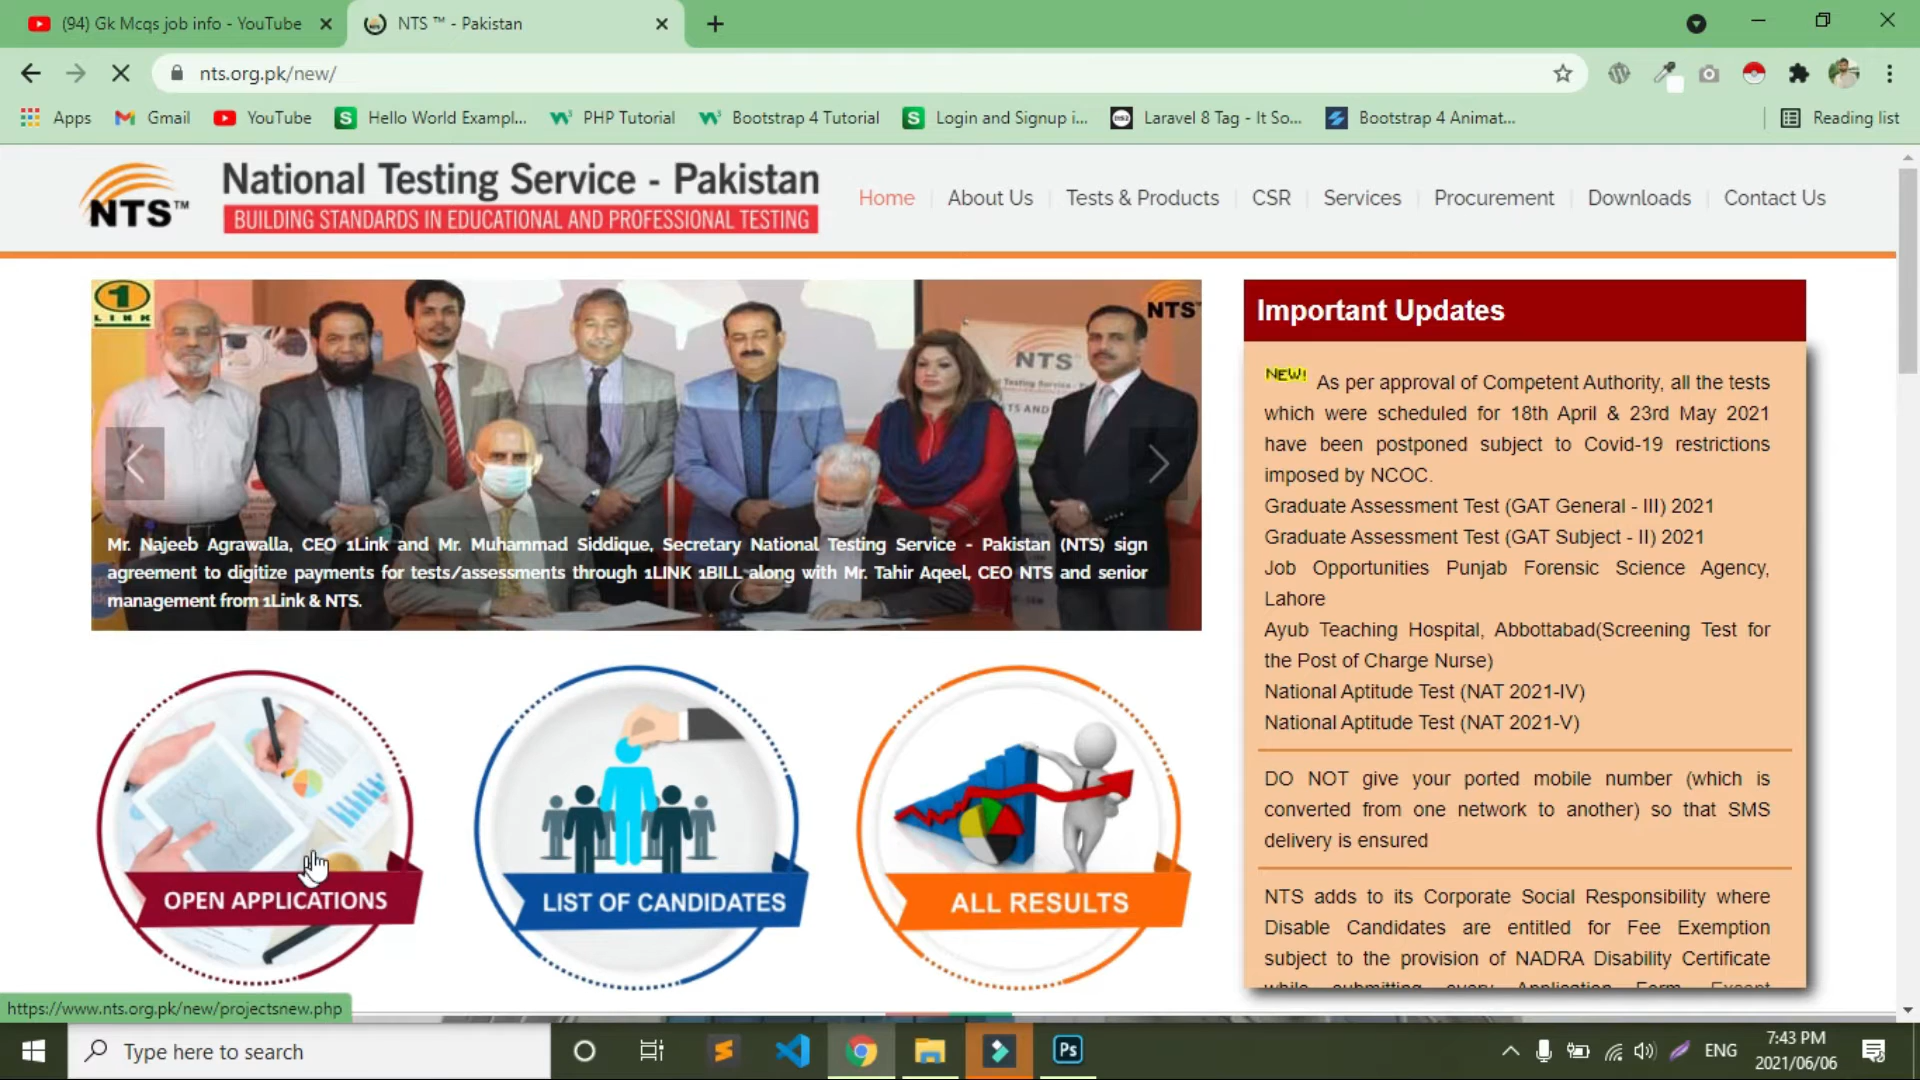 (94) Gk Mcqs job info - YouTube
NTS ™ - Pakistan
nts.org.pk/new/
Apps
Gmail
YouTube
Hello World Exampl...
PHP Tutorial
Bootstrap 4 Tutorial
Login and Signup i...
Laravel 8 Tag - It So...
Bootstrap 4 Animat...
Reading list
NTS™
National Testing Service - Pakistan
BUILDING STANDARDS IN EDUCATIONAL AND PROFESSIONAL TESTING
Home
About Us
Tests & Products
CSR
Services
Procurement
Downloads
Contact Us
1
LINK
NTS
NTS™
Mr. Najeeb Agrawalla, CEO 1Link and Mr. Muhammad Siddique, Secretary National Testing Service - Pakistan (NTS) sign
agreement to digitize payments for tests/assessments through 1LINK 1BILL along with Mr. Tahir Aqeel, CEO NTS and senior
management from 1Link & NTS.
Important Updates
NEW! As per approval of Competent Authority, all the tests
which were scheduled for 18th April & 23rd May 2021
have been postponed subject to Covid-19 restrictions
imposed by NCOC.
Graduate Assessment Test (GAT General - III) 2021
Graduate Assessment Test (GAT Subject - II) 2021
Job Opportunities Punjab Forensic Science Agency,
Lahore
Ayub Teaching Hospital, Abbottabad(Screening Test for
the Post of Charge Nurse)
National Aptitude Test (NAT 2021-IV)
National Aptitude Test (NAT 2021-V)
DO NOT give your ported mobile number (which is
converted from one network to another) so that SMS
delivery is ensured
NTS adds to its Corporate Social Responsibility where
Disable Candidates are entitled for Fee Exemption
subject to the provision of NADRA Disability Certificate
while submitting every Application Form. Except
OPEN APPLICATIONS
LIST OF CANDIDATES
ALL RESULTS
https://www.nts.org.pk/new/projectsnew.php
Type here to search
Ps
ENG
7:43 PM
2021/06/06